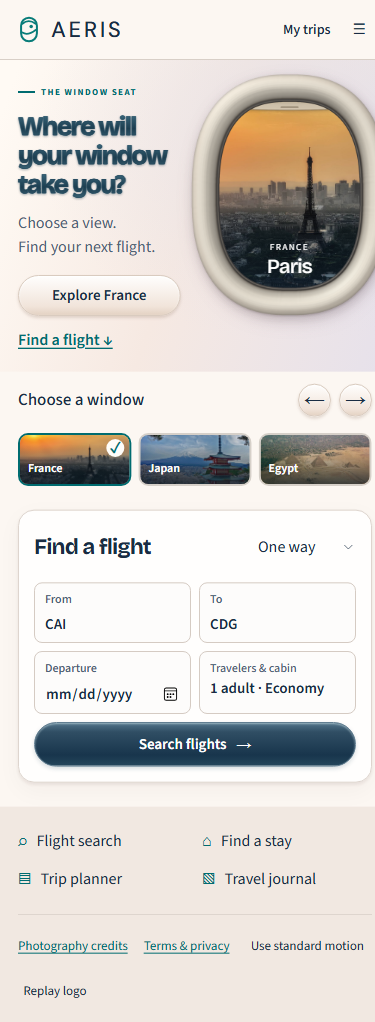 AERIS
My trips
THE WINDOW SEAT
Where will
your window
take you?
Choose a view.
Find your next flight.
FRANCE
Paris
Explore France
Find a flight ↓
Choose a window
← →
France
Japan
Egypt
Find a flight
One way
From
CAI
To
CDG
Departure
mm/dd/yyyy
Travelers & cabin
1 adult · Economy
Search flights →
Flight search
Find a stay
Trip planner
Travel journal
Photography credits
Terms & privacy
Use standard motion
Replay logo